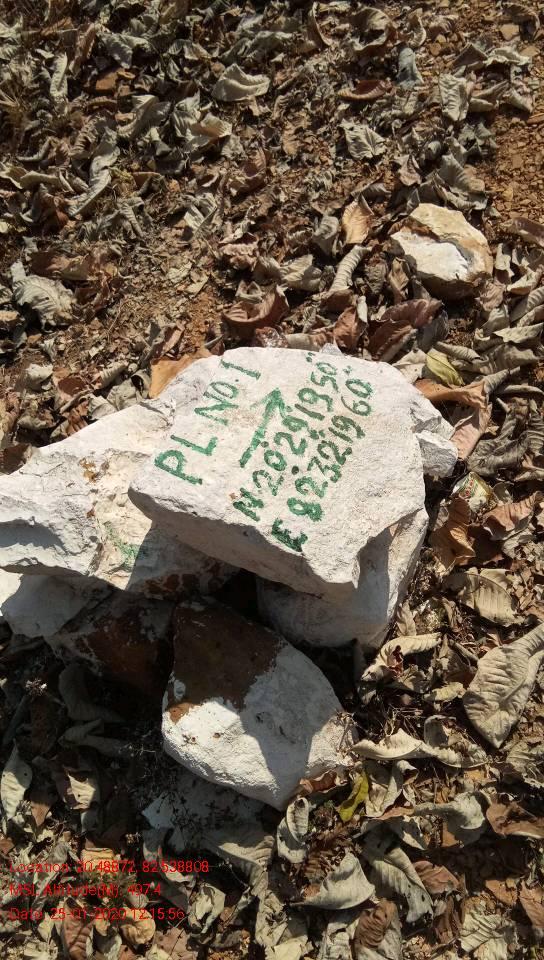 PL No. 1
N 20°29'19.50"
E 82°32'19.60"
Location: 20.48872, 82.538808
MSL Altitude(M): 437.4
Date: 25-01-2020 12:15:56